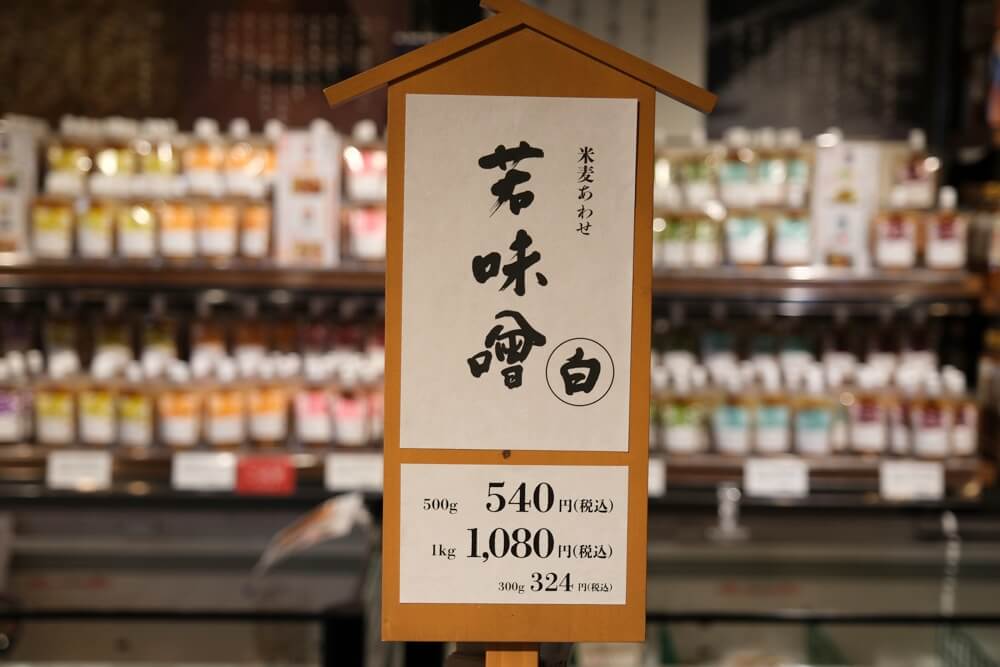 米麦あわせ
若味噌
白
500g 540円(税込)
1kg 1,080円(税込)
300g 324円(税込)